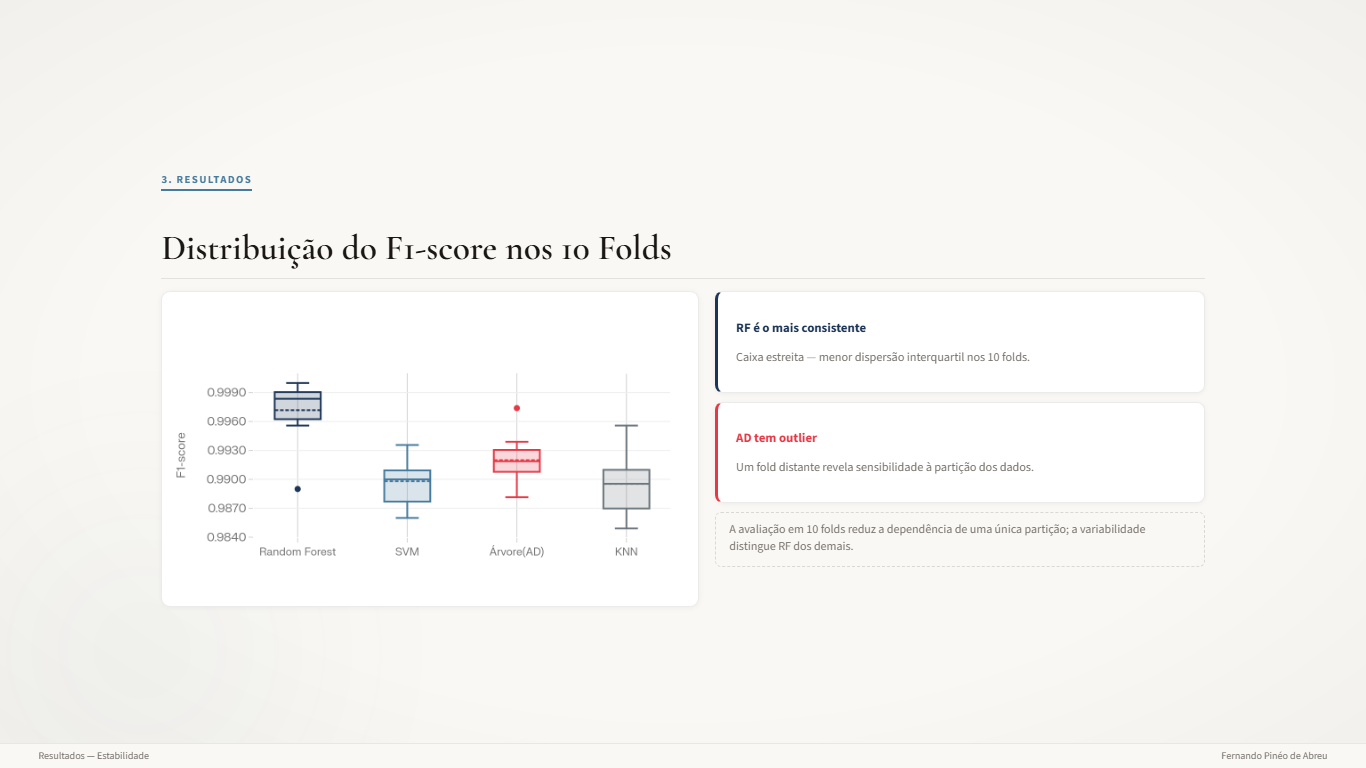 3. RESULTADOS
Distribuição do F1-score nos 10 Folds
F1-score
0.9990
0.9960
0.9930
0.9900
0.9870
0.9840
Random Forest
SVM
Árvore(AD)
KNN
RF é o mais consistente
Caixa estreita — menor dispersão interquartil nos 10 folds.
AD tem outlier
Um fold distante revela sensibilidade à partição dos dados.
A avaliação em 10 folds reduz a dependência de uma única partição; a variabilidade
distingue RF dos demais.
Resultados — Estabilidade
Fernando Pinéo de Abreu